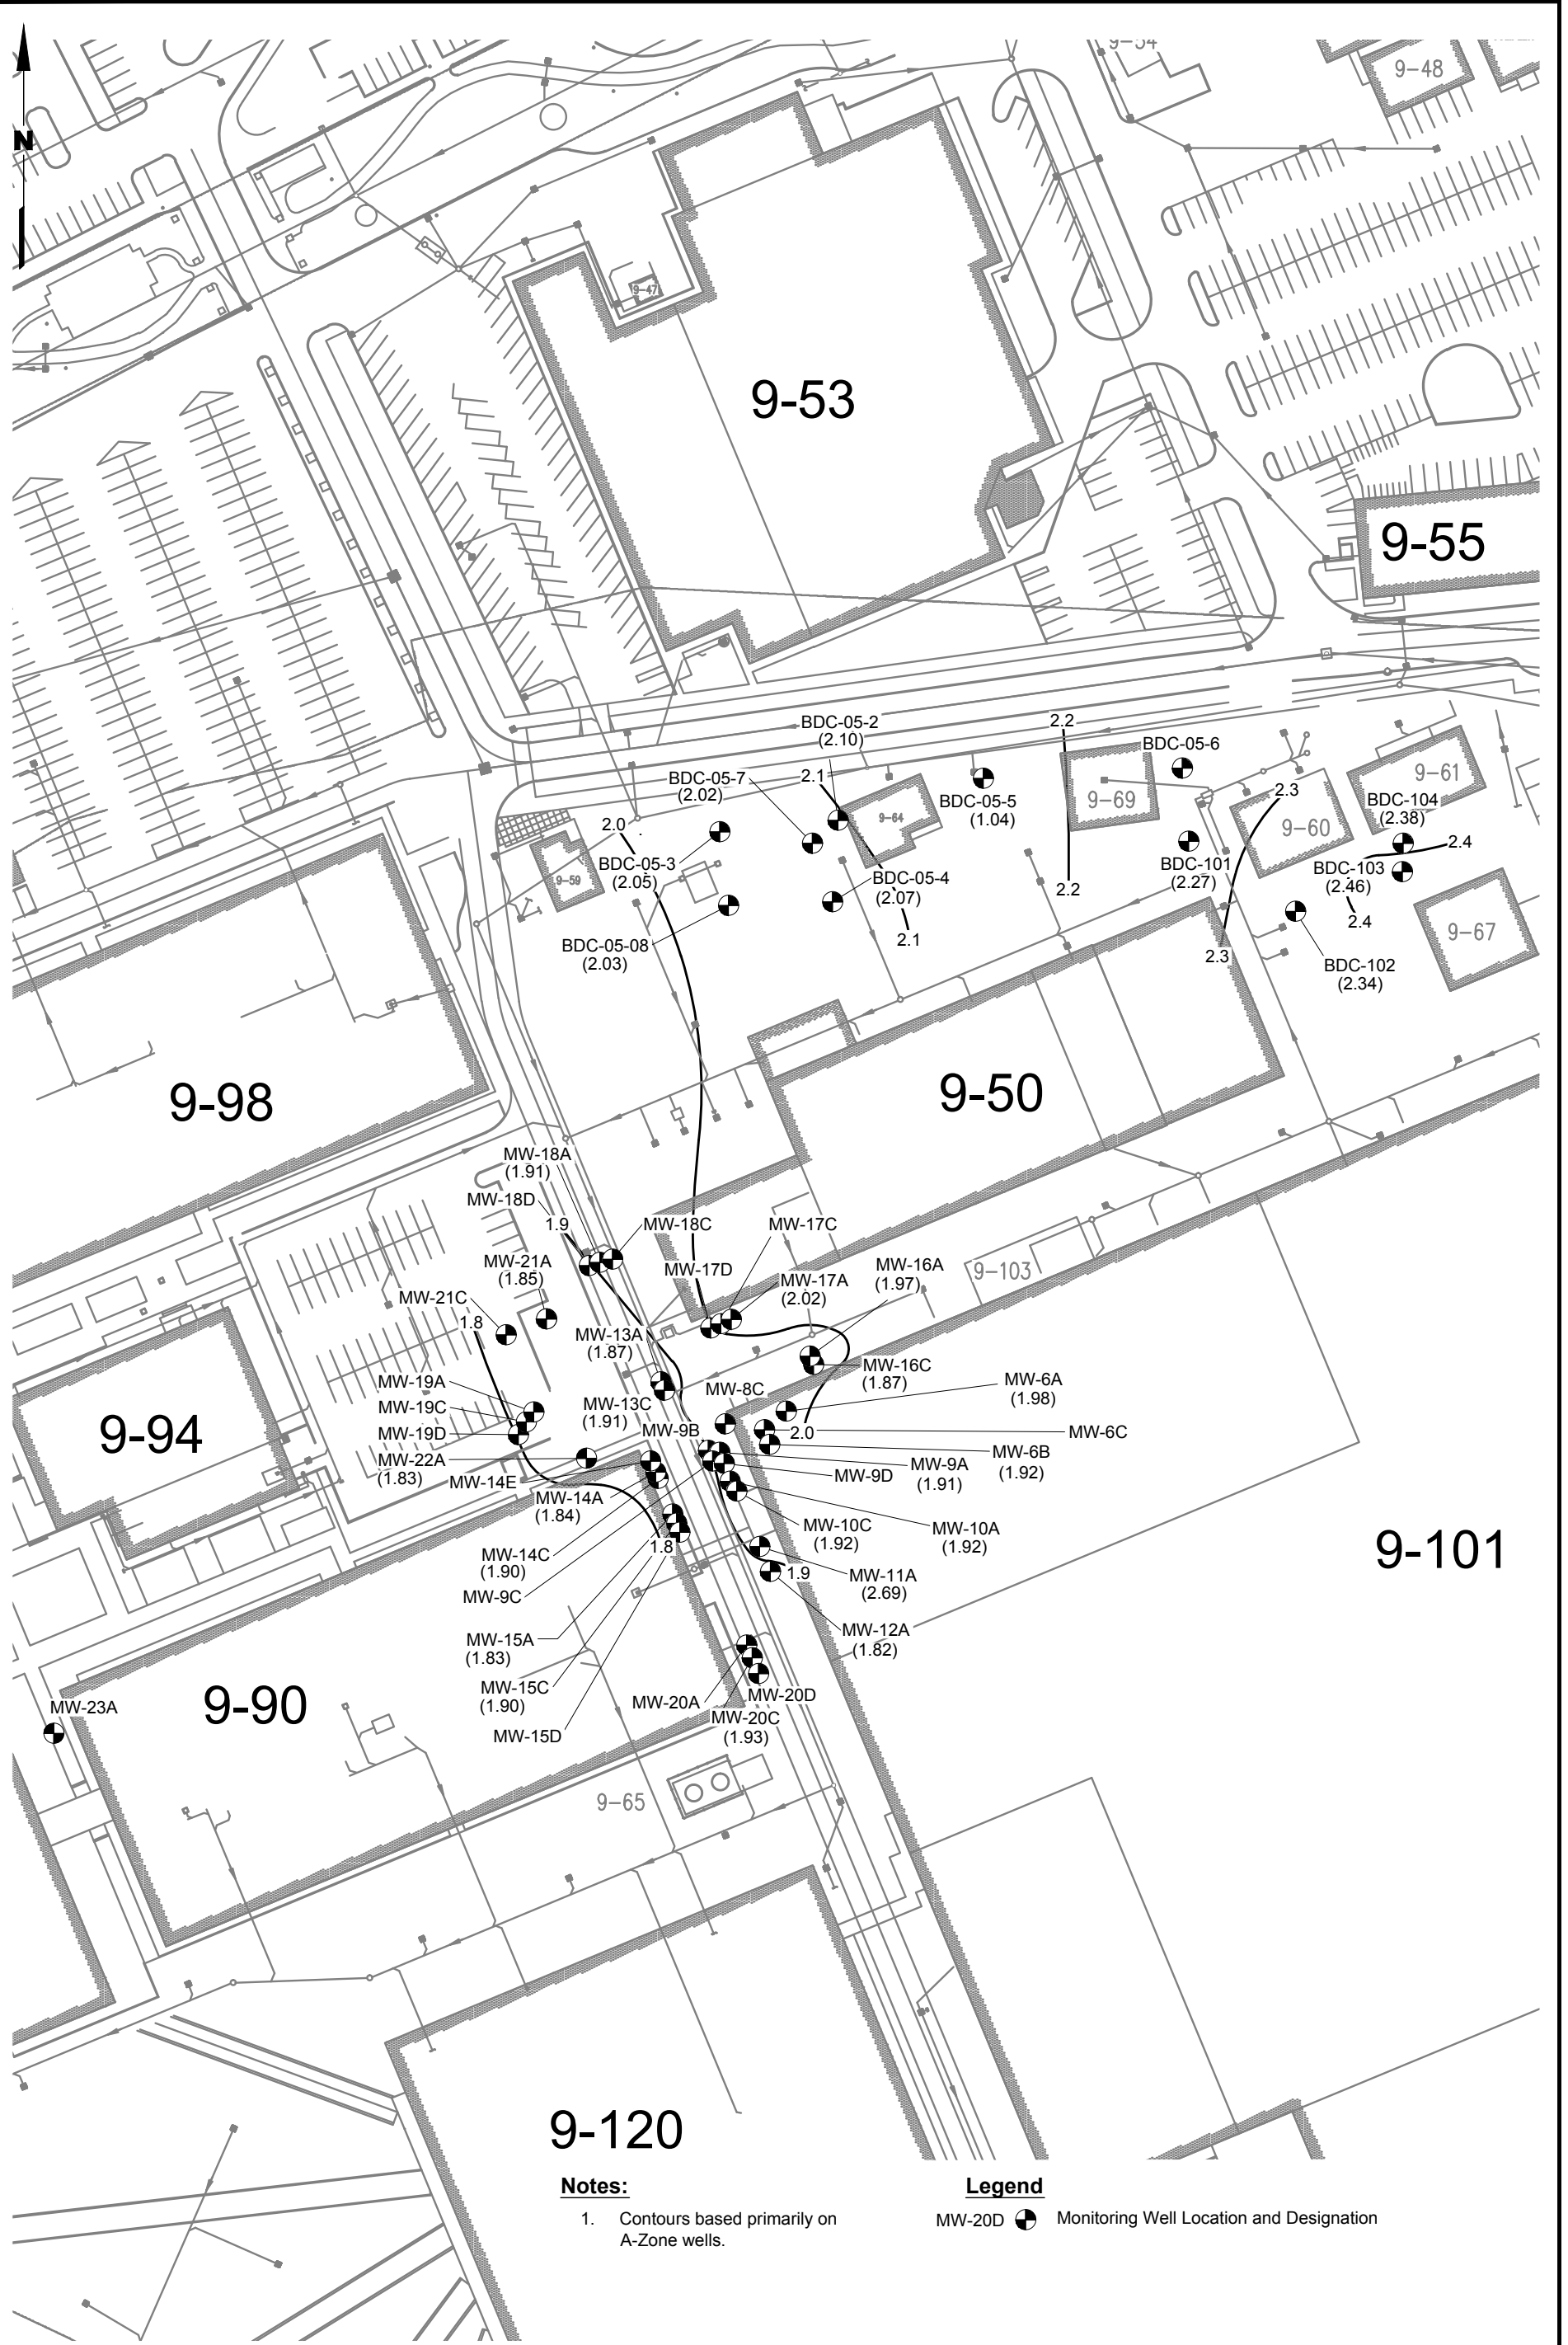 9-54
9-48
N
9-47
9-53
9-55
BDC-05-2
(2.10)
2.2
BDC-05-6
BDC-05-7
(2.02)
2.1
BDC-05-5
(1.04)
9-69
9-61
2.3
BDC-104
(2.38)
9-64
9-60
2.0
2.4
BDC-05-3
(2.05)
9-59
BDC-05-4
(2.07)
BDC-101
(2.27)
BDC-103
(2.46)
2.2
2.4
2.1
9-67
BDC-05-08
(2.03)
2.3
BDC-102
(2.34)
9-98
9-50
MW-18A
(1.91)
MW-18D
1.9
MW-18C
MW-17C
MW-21A
(1.85)
MW-17D
MW-16A
(1.97)
9-103
MW-17A
(2.02)
MW-21C
1.8
MW-13A
(1.87)
MW-16C
(1.87)
MW-19A
MW-8C
MW-6A
(1.98)
MW-19C
MW-13C
(1.91)
MW-19D
MW-9B
2.0
MW-6C
9-94
MW-22A
(1.83)
MW-6B
(1.92)
MW-14E
MW-9A
(1.91)
MW-9D
MW-14A
(1.84)
MW-10C
(1.92)
MW-10A
(1.92)
1.8
MW-14C
(1.90)
1.9
MW-11A
(2.69)
9-101
MW-9C
MW-15A
(1.83)
MW-12A
(1.82)
MW-15C
(1.90)
MW-20A
MW-20D
MW-20C
(1.93)
MW-23A
9-90
MW-15D
9-65
9-120
Notes:
1. Contours based primarily on
A-Zone wells.
Legend
MW-20D Monitoring Well Location and Designation